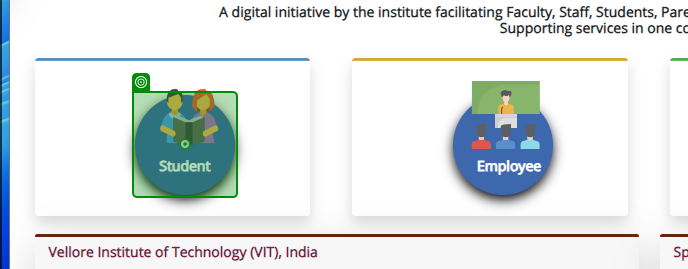 A digital initiative by the institute facilitating Faculty, Staff, Students, Pare
Supporting services in one co
Student
Employee
Vellore Institute of Technology (VIT), India
Sp